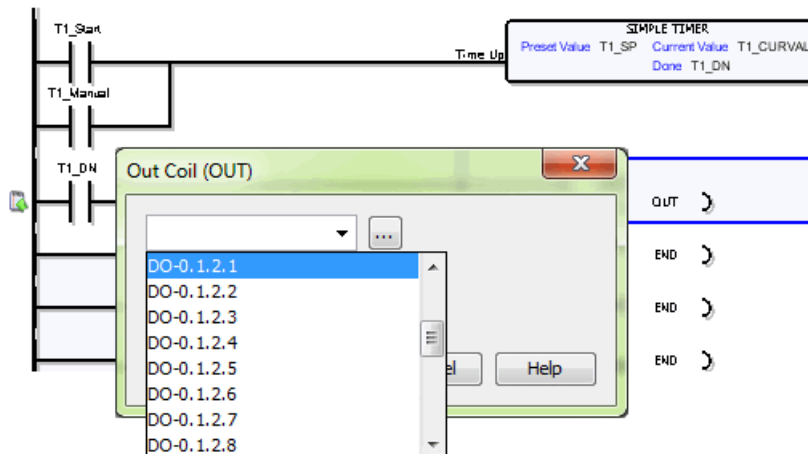 T1_Start
SIMPLE TIMER
Time Up
Preset Value T1_SP Current Value T1_CURVAL
Done T1_DN
T1_Manual
T1_DN
Out Coil (OUT)
OUT
...
DO-0.1.2.1
END
DO-0.1.2.2
DO-0.1.2.3
END
DO-0.1.2.4
DO-0.1.2.5
el
Help
END
DO-0.1.2.6
DO-0.1.2.7
DO-0.1.2.8